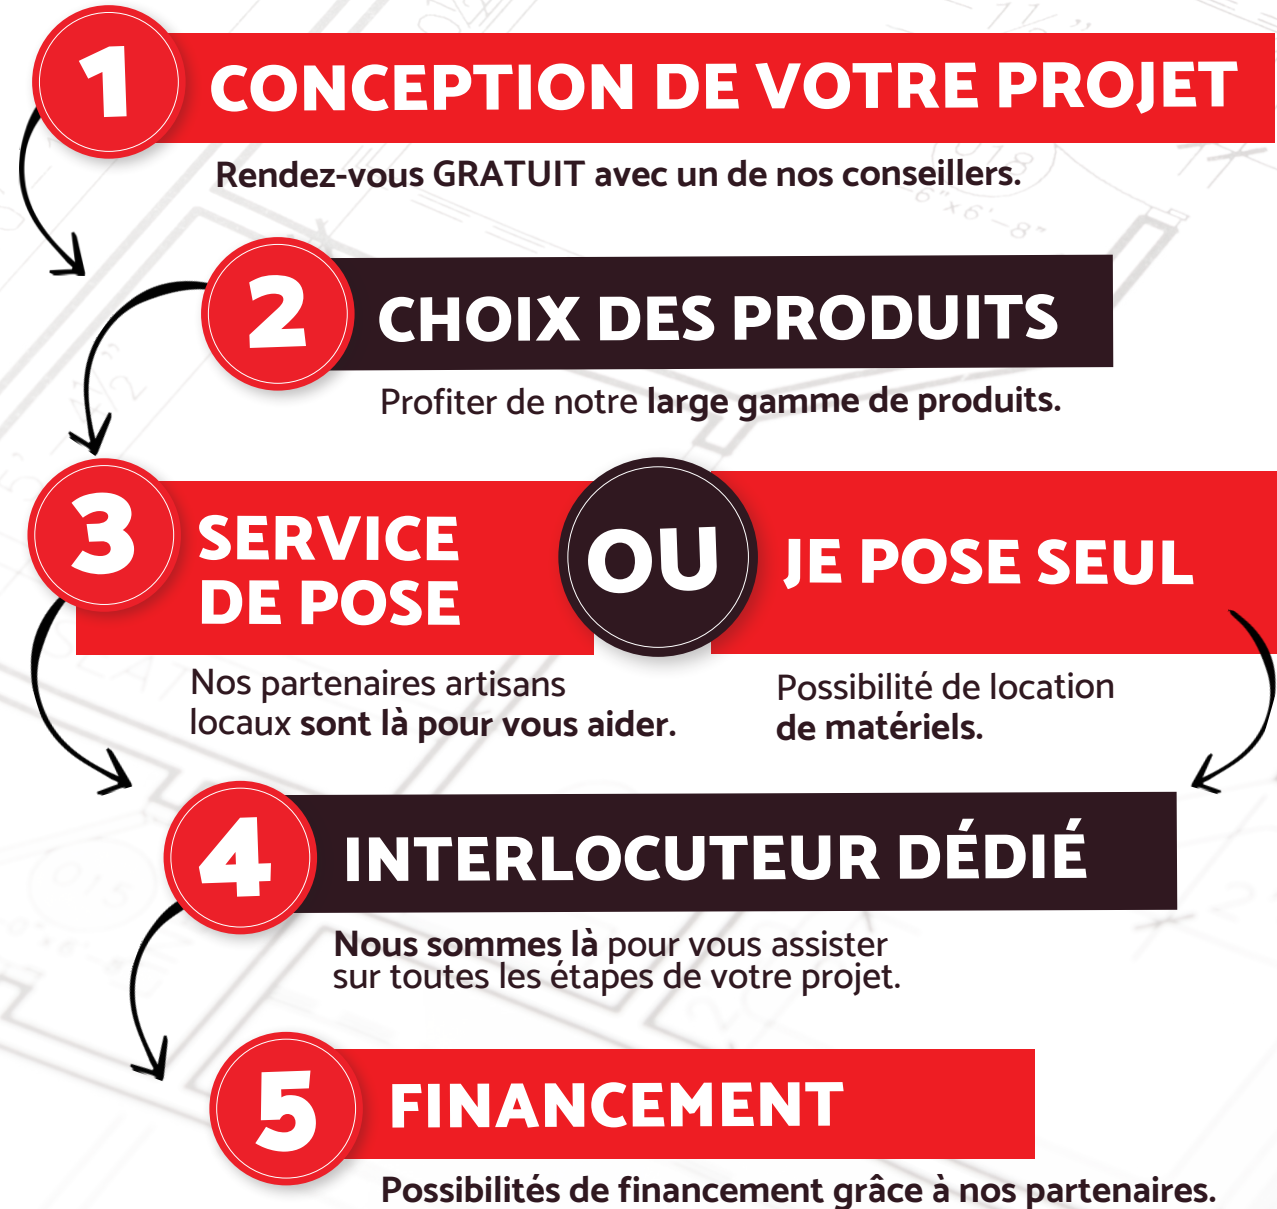 1
CONCEPTION DE VOTRE PROJET
Rendez-vous GRATUIT avec un de nos conseillers.
2
CHOIX DES PRODUITS
Profiter de notre large gamme de produits.
3
SERVICE
DE POSE
Nos partenaires artisans
locaux sont là pour vous aider.
OU
JE POSE SEUL
Possibilité de location
de matériels.
4
INTERLOCUTEUR DÉDIÉ
Nous sommes là pour vous assister
sur toutes les étapes de votre projet.
5
FINANCEMENT
Possibilités de financement grâce à nos partenaires.